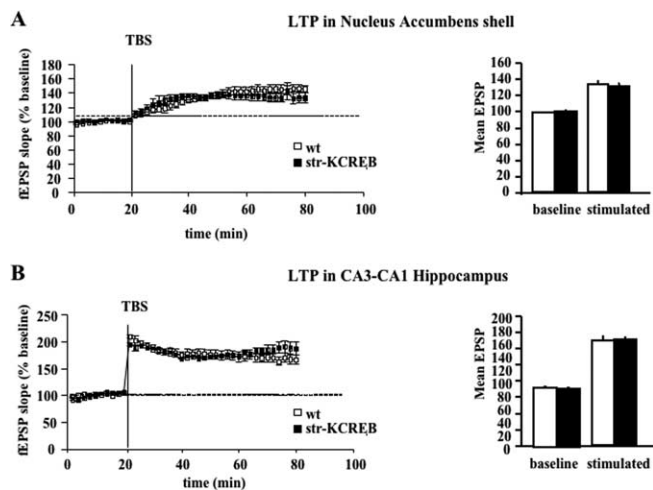 A
LTP in Nucleus Accumbens shell
TBS
fEPSP slope (% baseline)
180
160
140
120
100
80
60
40
20
0
0 20 40 60 80 100
time (min)
wt
str-KCREB
Mean EPSP
160
140
120
100
80
60
40
20
0
baseline stimulated
B
LTP in CA3-CA1 Hippocampus
TBS
fEPSP slope (% baseline)
250
200
150
100
50
0
0 20 40 60 80 100
time (min)
wt
str-KCREB
Mean EPSP
200
160
140
120
100
80
60
40
20
0
baseline stimulated